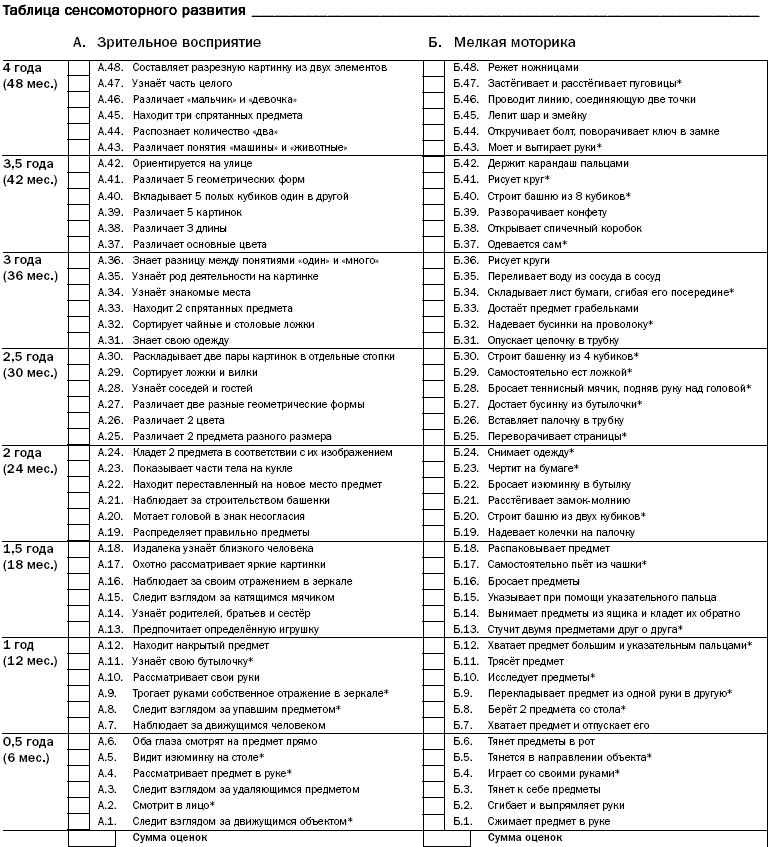 Таблица сенсомоторного развития
А. Зрительное восприятие Б. Мелкая моторика
4 года (48 мес.)
А.48. Составляет разрезную картинку из двух элементов Б.48. Режет ножницами
А.47. Узнаёт часть целого Б.47. Застёгивает и расстёгивает пуговицы*
А.46. Различает «мальчик» и «девочка» Б.46. Проводит линию, соединяющую две точки
А.45. Находит три спрятанных предмета Б.45. Лепит шар и змейку
А.44. Распознает количество «два» Б.44. Откручивает болт, поворачивает ключ в замке
А.43. Различает понятия «машины» и «животные» Б.43. Моет и вытирает руки*
3,5 года (42 мес.)
А.42. Ориентируется на улице Б.42. Держит карандаш пальцами
А.41. Различает 5 геометрических форм Б.41. Рисует круг*
А.40. Вкладывает 5 полых кубиков один в другой Б.40. Строит башню из 8 кубиков*
А.39. Различает 5 картинок Б.39. Разворачивает конфету
А.38. Различает 3 длины Б.38. Открывает спичечный коробок
А.37. Различает основные цвета Б.37. Одевается сам*
3 года (36 мес.)
А.36. Знает разницу между понятиями «один» и «много» Б.36. Рисует круги
А.35. Узнаёт род деятельности на картинке Б.35. Переливает воду из сосуда в сосуд
А.34. Узнаёт знакомые места Б.34. Складывает лист бумаги, сгибая его посередине*
А.33. Находит 2 спрятанных предмета Б.33. Достаёт предмет грабельками
А.32. Сортирует чайные и столовые ложки Б.32. Надевает бусинки на проволоку*
А.31. Знает свою одежду Б.31. Опускает цепочку в трубку
2,5 года (30 мес.)
А.30. Раскладывает две пары картинок в отдельные стопки Б.30. Строит башенку из 4 кубиков*
А.29. Сортирует ложки и вилки Б.29. Самостоятельно ест ложкой*
А.28. Узнаёт соседей и гостей Б.28. Бросает теннисный мячик, подняв руку над головой*
А.27. Различает две разные геометрические формы Б.27. Достает бусинку из бутылочки*
А.26. Различает 2 цвета Б.26. Вставляет палочку в трубку
А.25. Различает 2 предмета разного размера Б.25. Переворачивает страницы*
2 года (24 мес.)
А.24. Кладет 2 предмета в соответствии с их изображением Б.24. Снимает одежду*
А.23. Показывает части тела на кукле Б.23. Чертит на бумаге*
А.22. Находит переставленный на новое место предмет Б.22. Бросает изюминку в бутылку
А.21. Наблюдает за строительством башенки Б.21. Расстёгивает замок-молнию
А.20. Мотает головой в знак несогласия Б.20. Строит башню из двух кубиков*
А.19. Распределяет правильно предметы Б.19. Надевает колечки на палочку
1,5 года (18 мес.)
А.18. Издалека узнаёт близкого человека Б.18. Распаковывает предмет
А.17. Охотно рассматривает яркие картинки Б.17. Самостоятельно пьёт из чашки*
А.16. Наблюдает за своим отражением в зеркале Б.16. Бросает предметы
А.15. Следит взглядом за катящимся мячиком Б.15. Указывает при помощи указательного пальца
А.14. Узнаёт родителей, братьев и сестёр Б.14. Вынимает предметы из ящика и кладет их обратно
А.13. Предпочитает определённую игрушку Б.13. Стучит двумя предметами друг о друга*
1 год (12 мес.)
А.12. Находит накрытый предмет Б.12. Хватает предмет большим и указательным пальцами*
А.11. Узнаёт свою бутылочку* Б.11. Трясёт предмет
А.10. Рассматривает свои руки Б.10. Исследует предметы*
А.9. Трогает руками собственное отражение в зеркале* Б.9. Перекладывает предмет из одной руки в другую*
А.8. Следит взглядом за упавшим предметом* Б.8. Берёт 2 предмета со стола*
А.7. Наблюдает за движущимся человеком Б.7. Хватает предмет и отпускает его
0,5 года (6 мес.)
А.6. Оба глаза смотрят на предмет прямо Б.6. Тянет предметы в рот
А.5. Видит изюминку на столе* Б.5. Тянется в направлении объекта*
А.4. Рассматривает предмет в руке* Б.4. Играет со своими руками*
А.3. Следит взглядом за удаляющимся предметом Б.3. Тянет к себе предметы
А.2. Смотрит в лицо* Б.2. Сгибает и выпрямляет руки
А.1. Следит взглядом за движущимся объектом* Б.1. Сжимает предмет в руке
Сумма оценок Сумма оценок